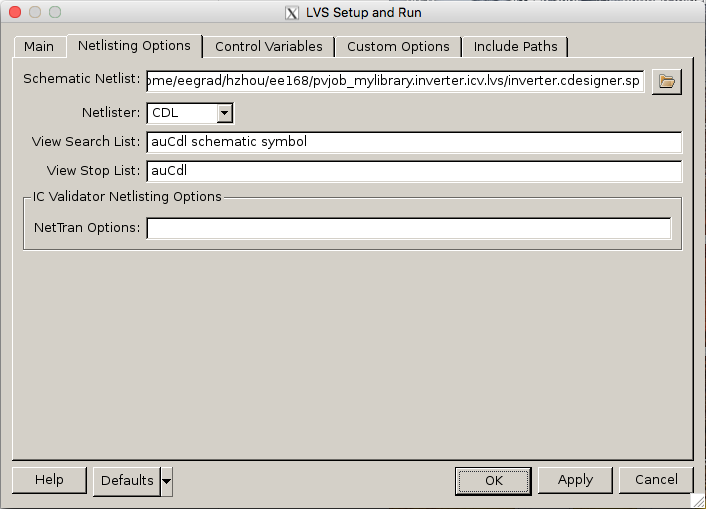 LVS Setup and Run
Main Netlisting Options Control Variables Custom Options Include Paths
Schematic Netlist: ome/eegrad/hzhou/ee168/pvjob_mylibrary.inverter.icv.lvs/inverter.cdesigner.sp
Netlister: CDL
View Search List: auCdl schematic symbol
View Stop List: auCdl
IC Validator Netlisting Options
NetTran Options:
Help Defaults OK Apply Cancel